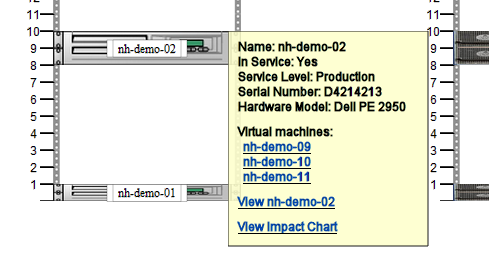 12
11
10
9
8
7
6
5
4
3
2
1
nh-demo-02
nh-demo-01
Name: nh-demo-02
In Service: Yes
Service Level: Production
Serial Number: D4214213
Hardware Model: Dell PE 2950
Virtual machines:
nh-demo-09
nh-demo-10
nh-demo-11
View nh-demo-02
View Impact Chart
11
10
9
8
7
6
5
4
3
2
1